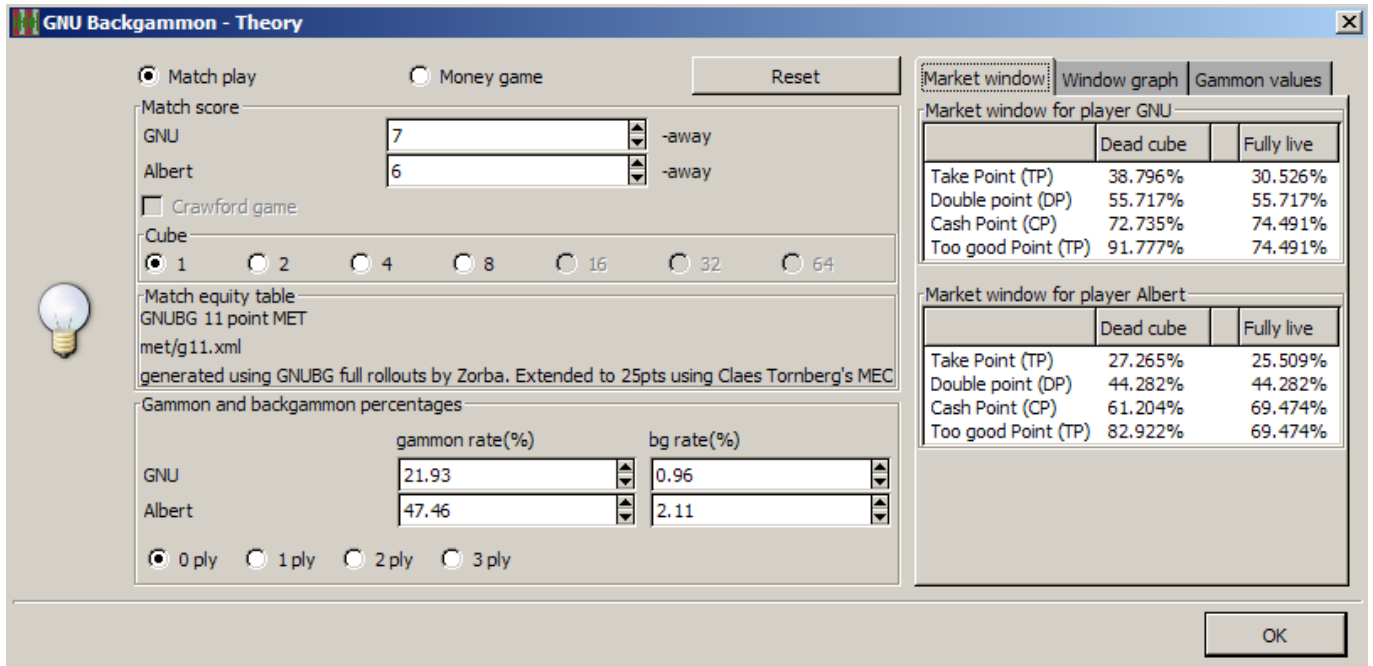 GNU Backgammon - Theory
Match play Money game Reset
Match score
GNU 7 -away
Albert 6 -away
Crawford game
Cube
1 2 4 8 16 32 64
Match equity table
GNUBG 11 point MET
met/g11.xml
generated using GNUBG full rollouts by Zorba. Extended to 25pts using Claes Tornberg's MEC
Gammon and backgammon percentages
gammon rate(%) bg rate(%)
GNU 21.93 0.96
Albert 47.46 2.11
0 ply 1 ply 2 ply 3 ply
Market window Window graph Gammon values
Market window for player GNU
Dead cube Fully live
Take Point (TP) 38.796% 30.526%
Double point (DP) 55.717% 55.717%
Cash Point (CP) 72.735% 74.491%
Too good Point (TP) 91.777% 74.491%
Market window for player Albert
Dead cube Fully live
Take Point (TP) 27.265% 25.509%
Double point (DP) 44.282% 44.282%
Cash Point (CP) 61.204% 69.474%
Too good Point (TP) 82.922% 69.474%
OK